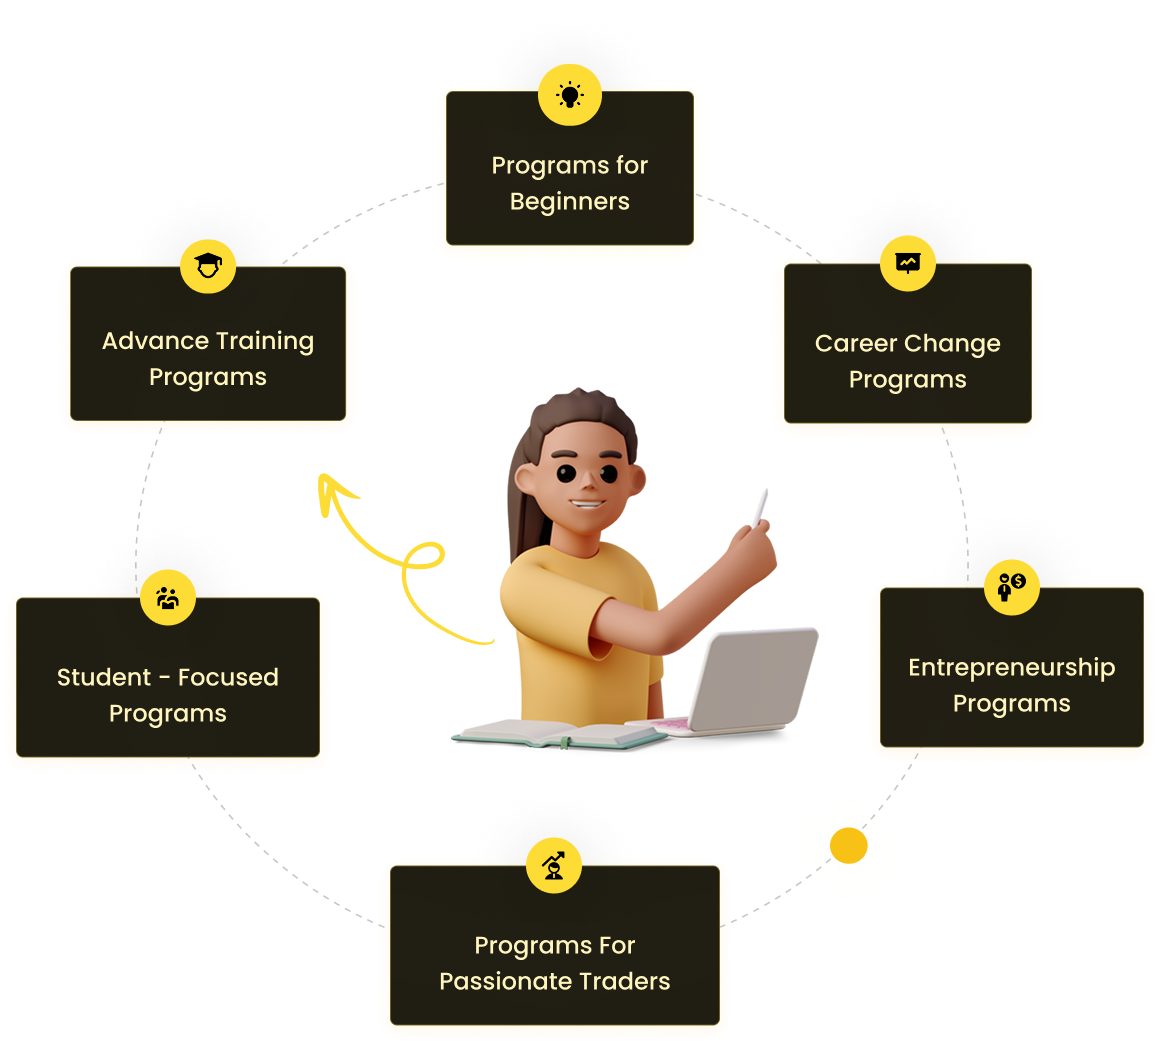 Programs for
Beginners
Advance Training
Programs
Career Change
Programs
Student - Focused
Programs
Entrepreneurship
Programs
Programs For
Passionate Traders